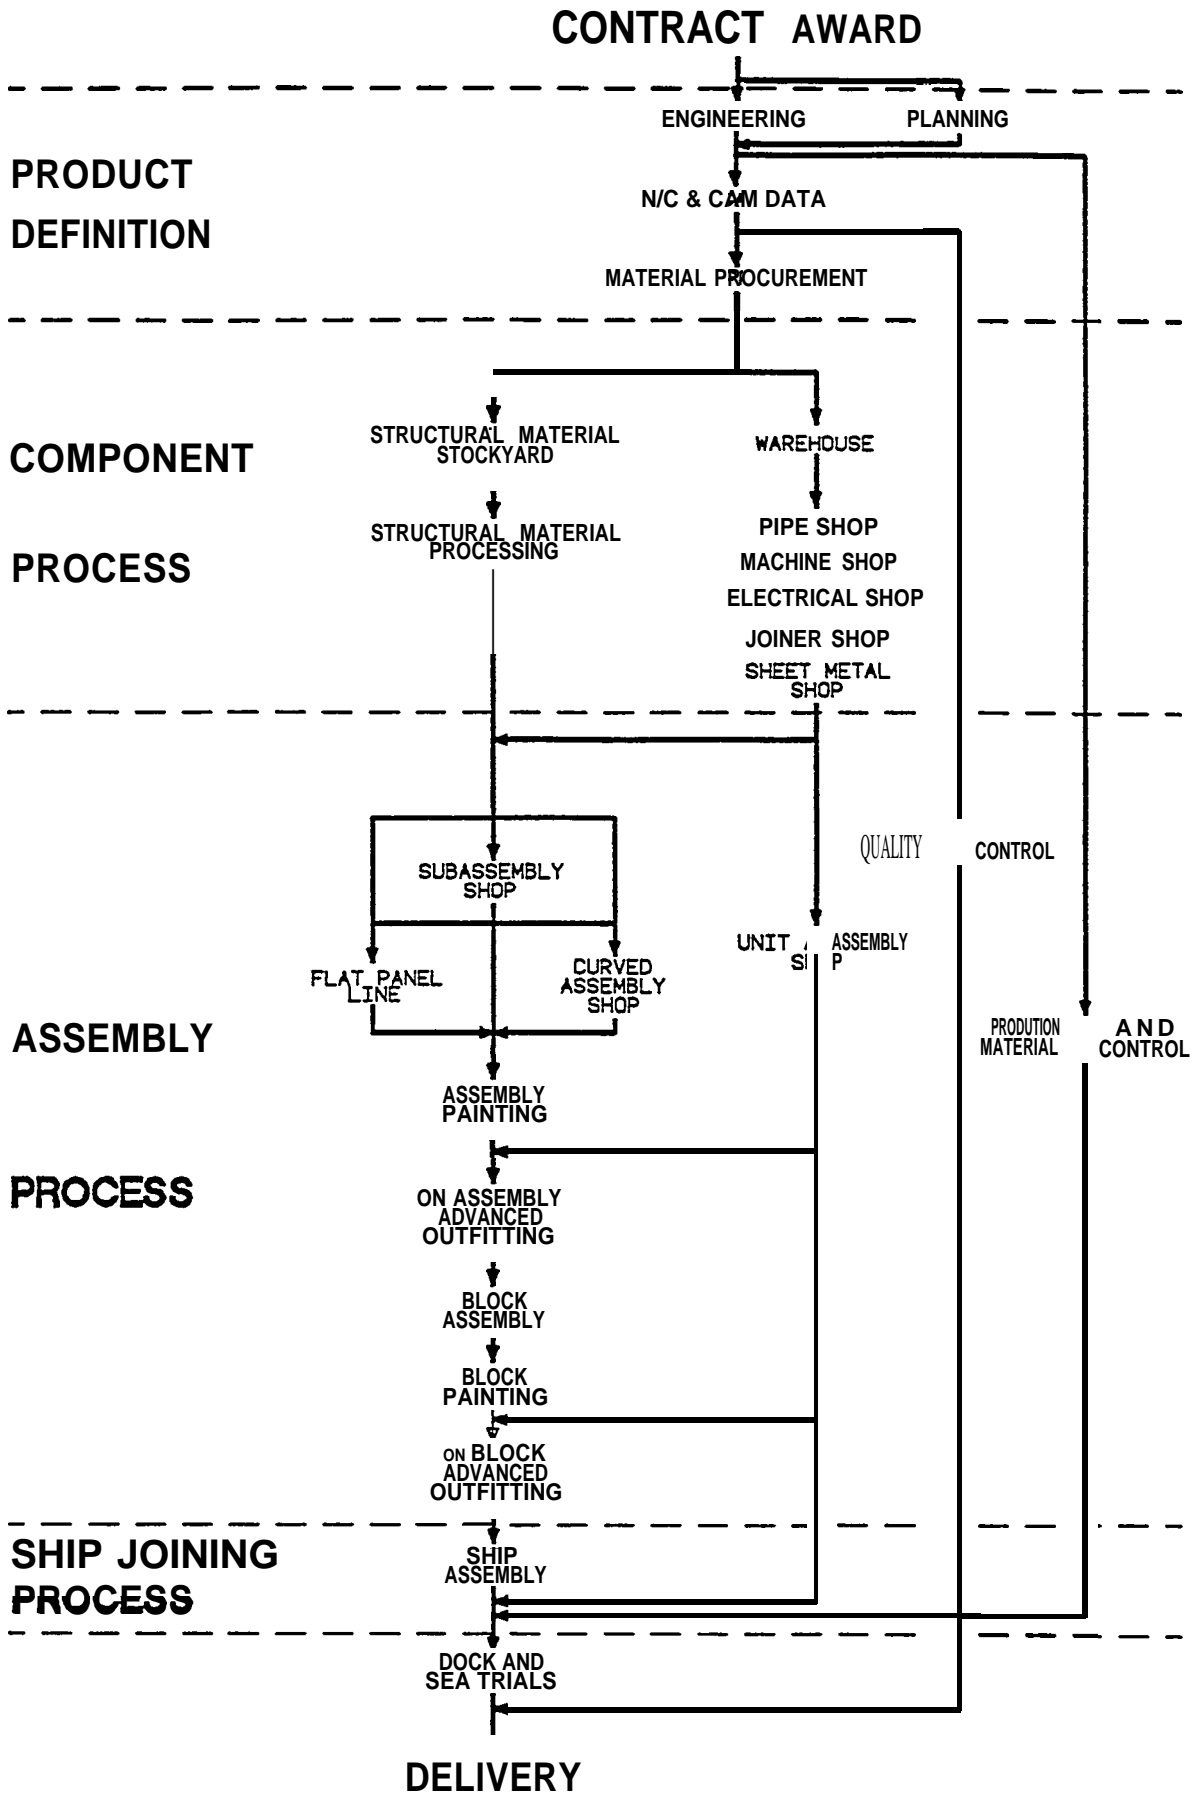 CONTRACT AWARD
ENGINEERING PLANNING
PRODUCT
DEFINITION
N/C & CAM DATA
MATERIAL PROCUREMENT
COMPONENT
PROCESS
STRUCTURAL MATERIAL
STOCKYARD
WAREHOUSE
STRUCTURAL MATERIAL
PROCESSING
PIPE SHOP
MACHINE SHOP
ELECTRICAL SHOP
JOINER SHOP
SHEET METAL
SHOP
QUALITY CONTROL
SUBASSEMBLY
SHOP
UNIT ASSEMBLY
FLAT PANEL
LINE
CURVED
ASSEMBLY
SHOP
ASSEMBLY
PROCESS
PRODUTION AND
MATERIAL CONTROL
ASSEMBLY
PAINTING
ON ASSEMBLY
ADVANCED
OUTFITTING
BLOCK
ASSEMBLY
BLOCK
PAINTING
ON BLOCK
ADVANCED
OUTFITTING
SHIP JOINING
PROCESS
SHIP
ASSEMBLY
DOCK AND
SEA TRIALS
DELIVERY